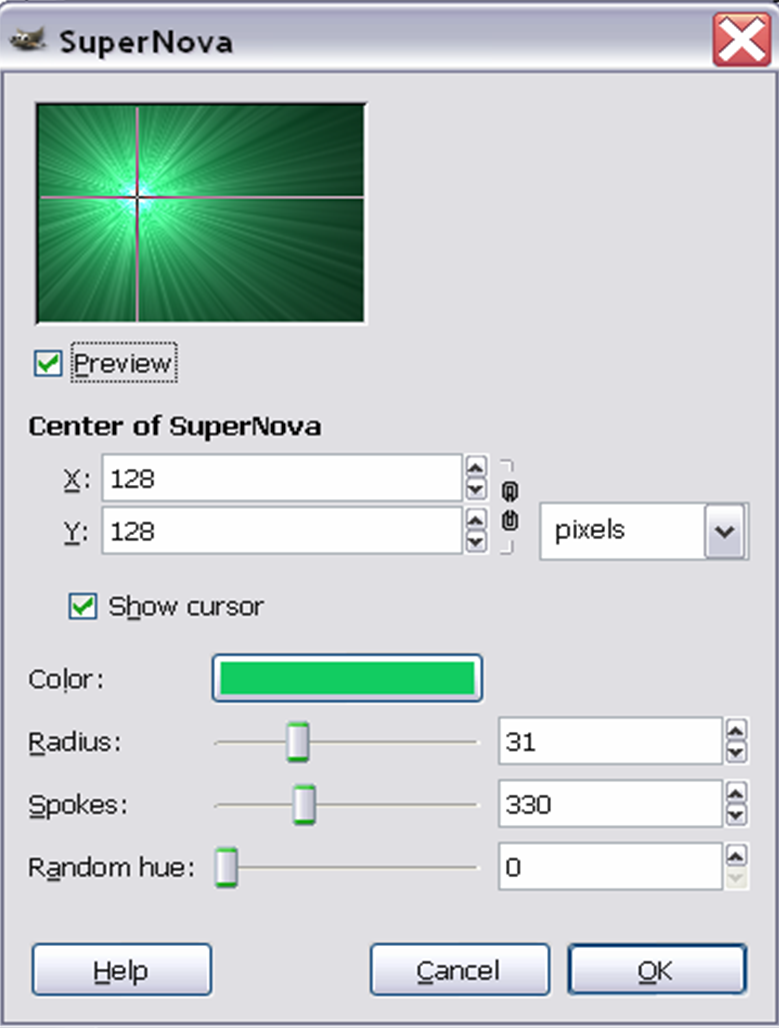 SuperNova
Preview
Center of SuperNova
X: 128
Y: 128
pixels
Show cursor
Color:
Radius: 31
Spokes: 330
Random hue: 0
Help Cancel OK